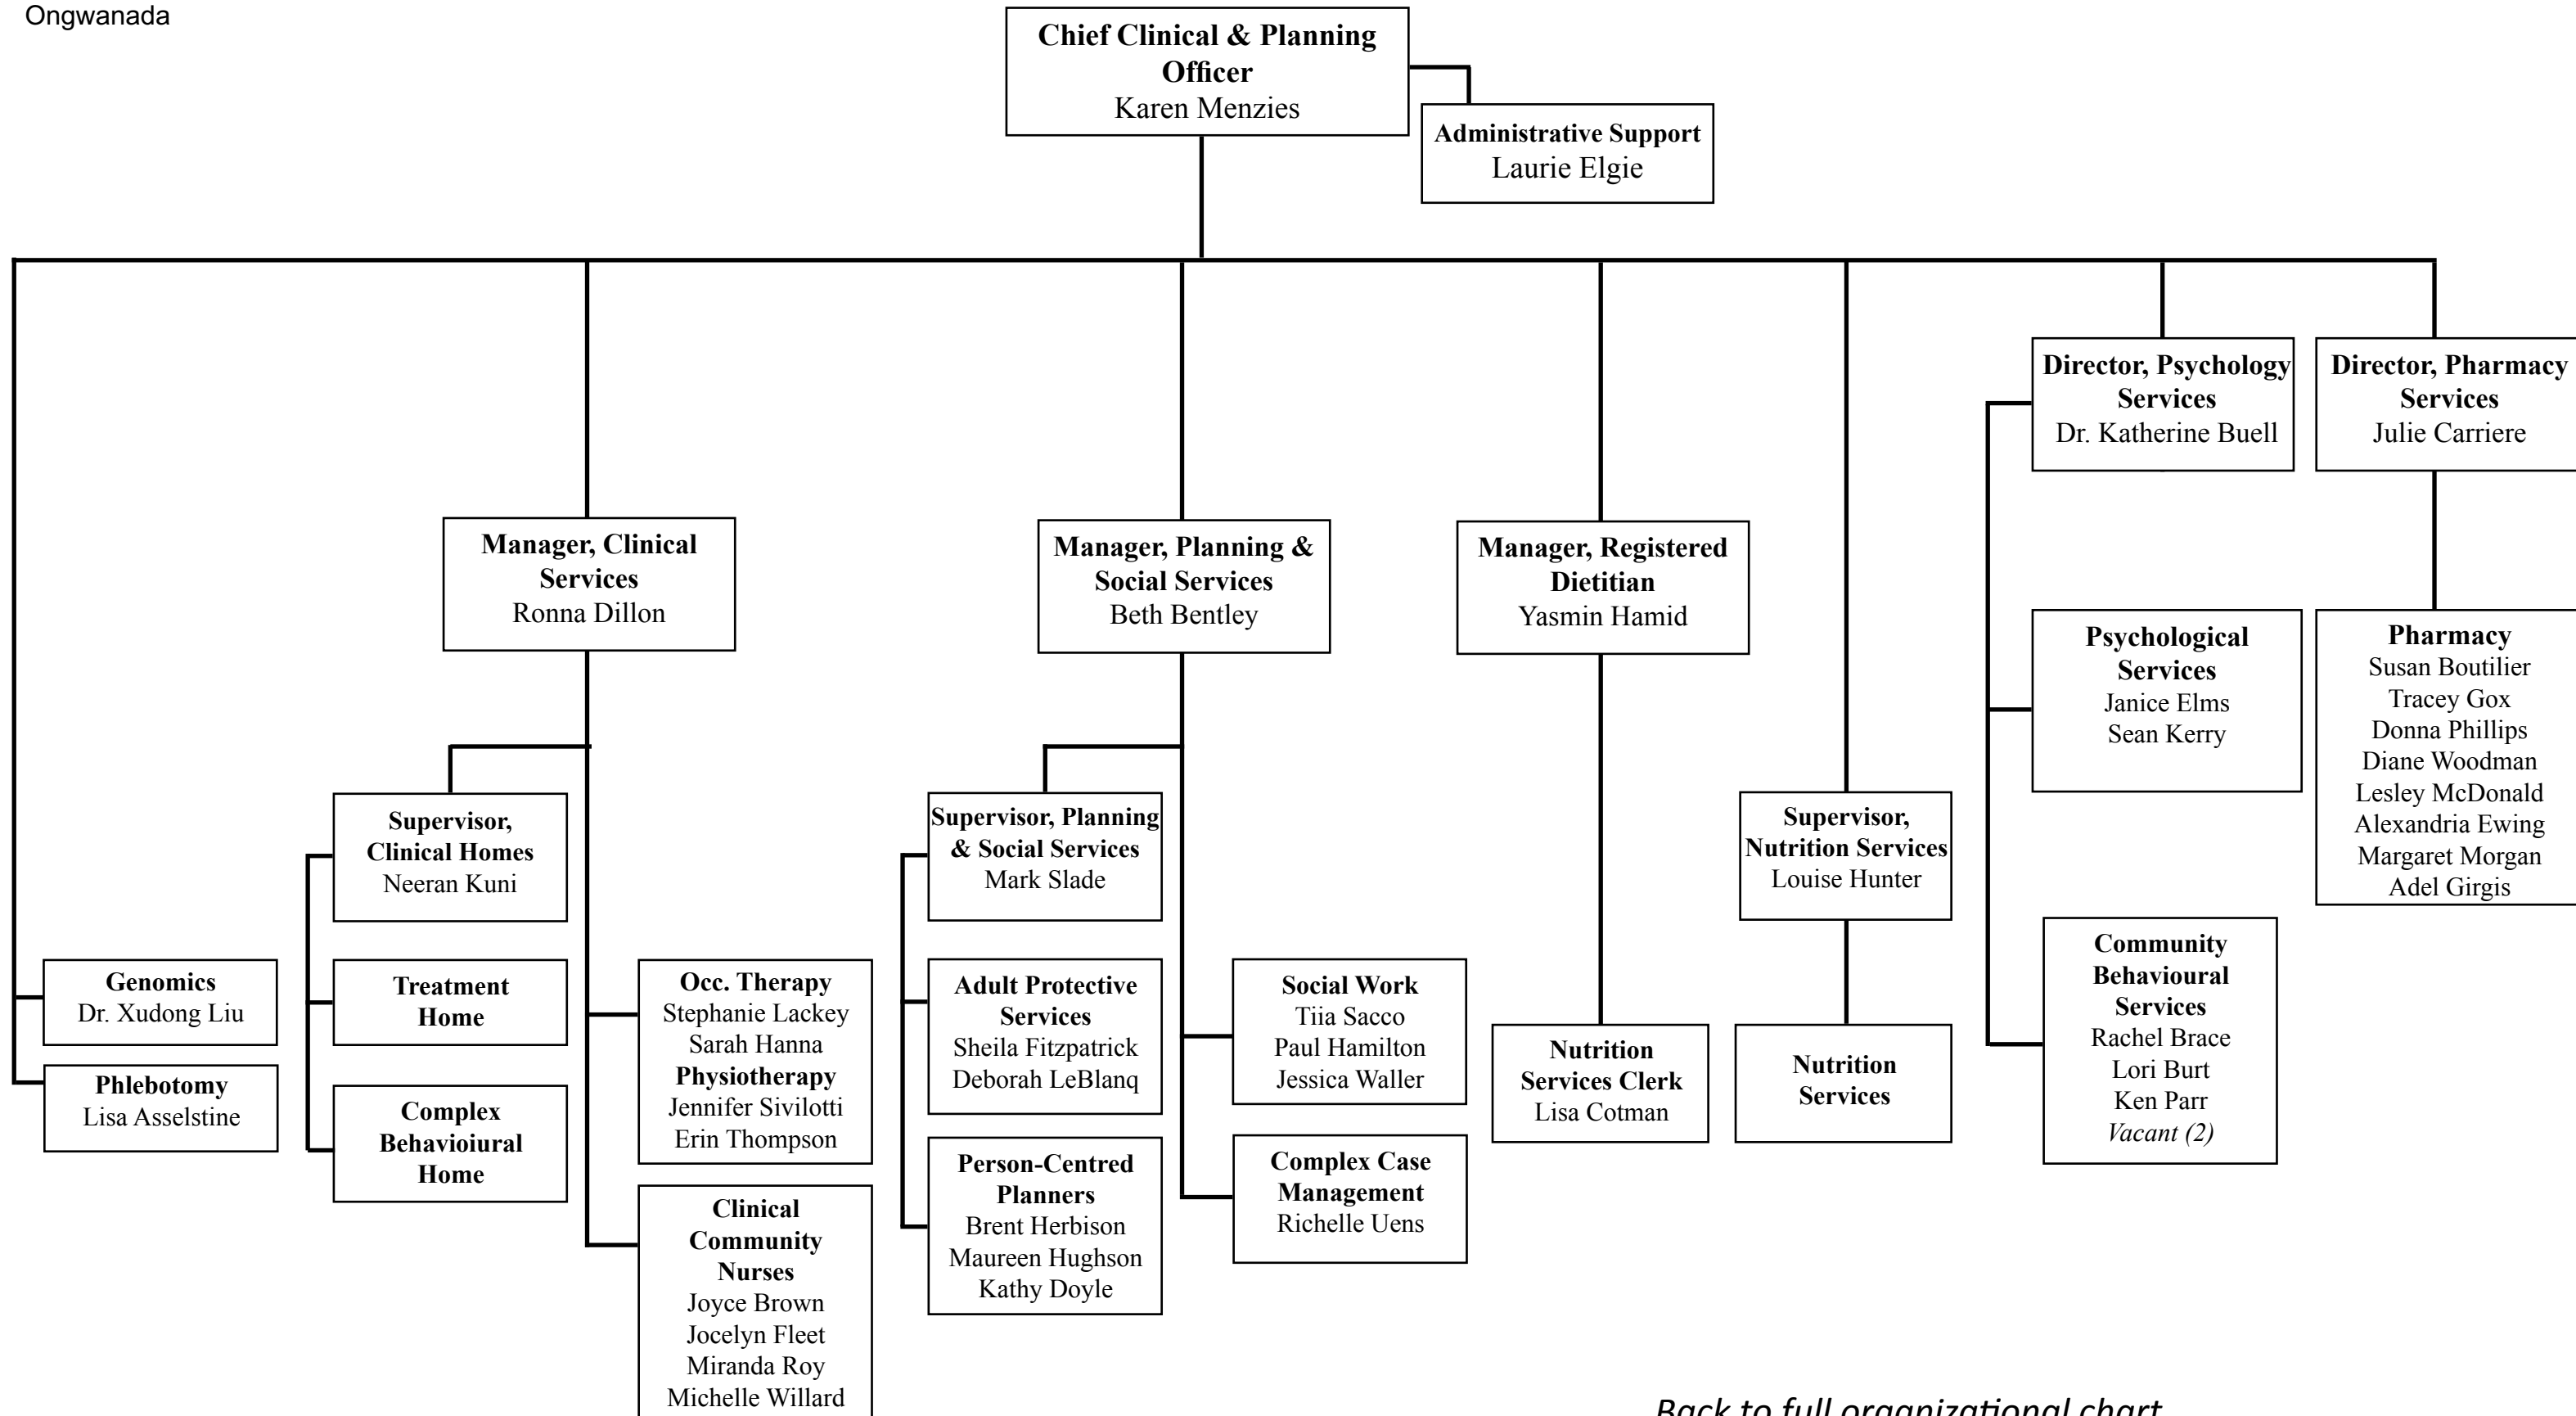 Ongwanada
Chief Clinical & Planning
Officer
Karen Menzies
Administrative Support
Laurie Elgie
Director, Psychology
Services
Dr. Katherine Buell
Director, Pharmacy
Services
Julie Carriere
Manager, Clinical
Services
Ronna Dillon
Manager, Planning &
Social Services
Beth Bentley
Manager, Registered
Dietitian
Yasmin Hamid
Psychological
Services
Janice Elms
Sean Kerry
Pharmacy
Susan Boutilier
Tracey Gox
Donna Phillips
Diane Woodman
Lesley McDonald
Alexandria Ewing
Margaret Morgan
Adel Girgis
Supervisor,
Clinical Homes
Neeran Kuni
Supervisor, Planning
& Social Services
Mark Slade
Supervisor,
Nutrition Services
Louise Hunter
Genomics
Dr. Xudong Liu
Phlebotomy
Lisa Asselstine
Treatment
Home
Complex
Behavioiural
Home
Occ. Therapy
Stephanie Lackey
Sarah Hanna
Physiotherapy
Jennifer Sivilotti
Erin Thompson
Clinical
Community
Nurses
Joyce Brown
Jocelyn Fleet
Miranda Roy
Michelle Willard
Adult Protective
Services
Sheila Fitzpatrick
Deborah LeBlanq
Person-Centred
Planners
Brent Herbison
Maureen Hughson
Kathy Doyle
Social Work
Tiia Sacco
Paul Hamilton
Jessica Waller
Complex Case
Management
Richelle Uens
Nutrition
Services Clerk
Lisa Cotman
Nutrition
Services
Community
Behavioural
Services
Rachel Brace
Lori Burt
Ken Parr
Vacant (2)
Back to full organizational chart